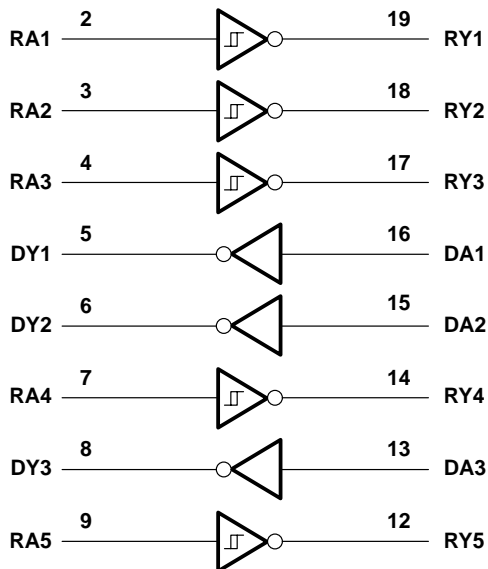 RA1 2 19 RY1
RA2 3 18 RY2
RA3 4 17 RY3
DY1 5 16 DA1
DY2 6 15 DA2
RA4 7 14 RY4
DY3 8 13 DA3
RA5 9 12 RY5